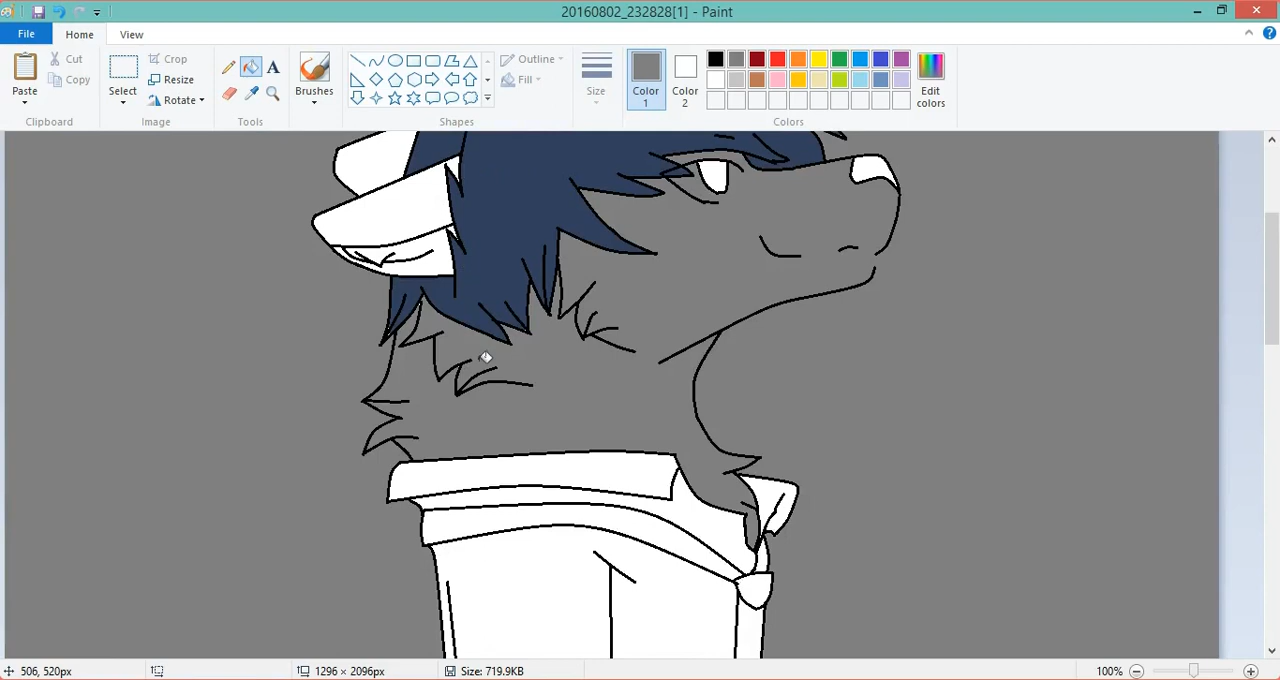 20160802_232828[1] - Paint
File Home View
Paste Cut Copy
Clipboard
Select Crop Resize Rotate
Image
A
Tools
Brushes
Outline Fill
Shapes
Size
Color 1 Color 2
Edit colors
Colors
506, 520px 1296 × 2096px Size: 719.9KB 100%